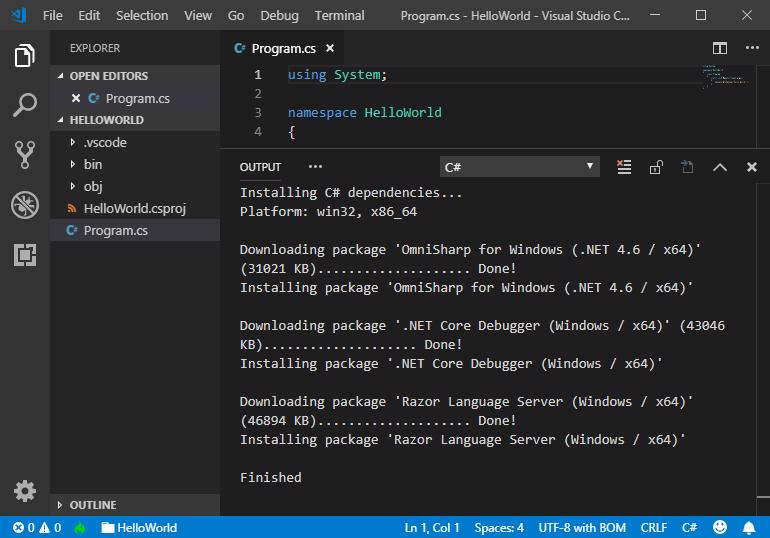 File Edit Selection View Go Debug Terminal Program.cs - HelloWorld - Visual Studio C...
EXPLORER
OPEN EDITORS
Program.cs
HELLOWORLD
.vscode
bin
obj
HelloWorld.csproj
Program.cs
OUTLINE
Program.cs
1 using System;
2
3 namespace HelloWorld
4 {
OUTPUT ... C#
Installing C# dependencies...
Platform: win32, x86_64
Downloading package 'OmniSharp for Windows (.NET 4.6 / x64)'
(31021 KB).................... Done!
Installing package 'OmniSharp for Windows (.NET 4.6 / x64)'
Downloading package '.NET Core Debugger (Windows / x64)' (43046
KB).................... Done!
Installing package '.NET Core Debugger (Windows / x64)'
Downloading package 'Razor Language Server (Windows / x64)'
(46894 KB).................... Done!
Installing package 'Razor Language Server (Windows / x64)'
Finished
0 0 HelloWorld Ln 1, Col 1 Spaces: 4 UTF-8 with BOM CRLF C#